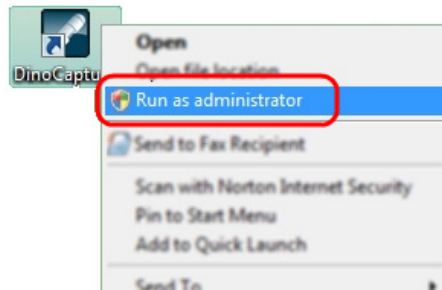 DinoCaptu
Open
Open file location
Run as administrator
Send to Fax Recipient
Scan with Norton Internet Security
Pin to Start Menu
Add to Quick Launch
Send To